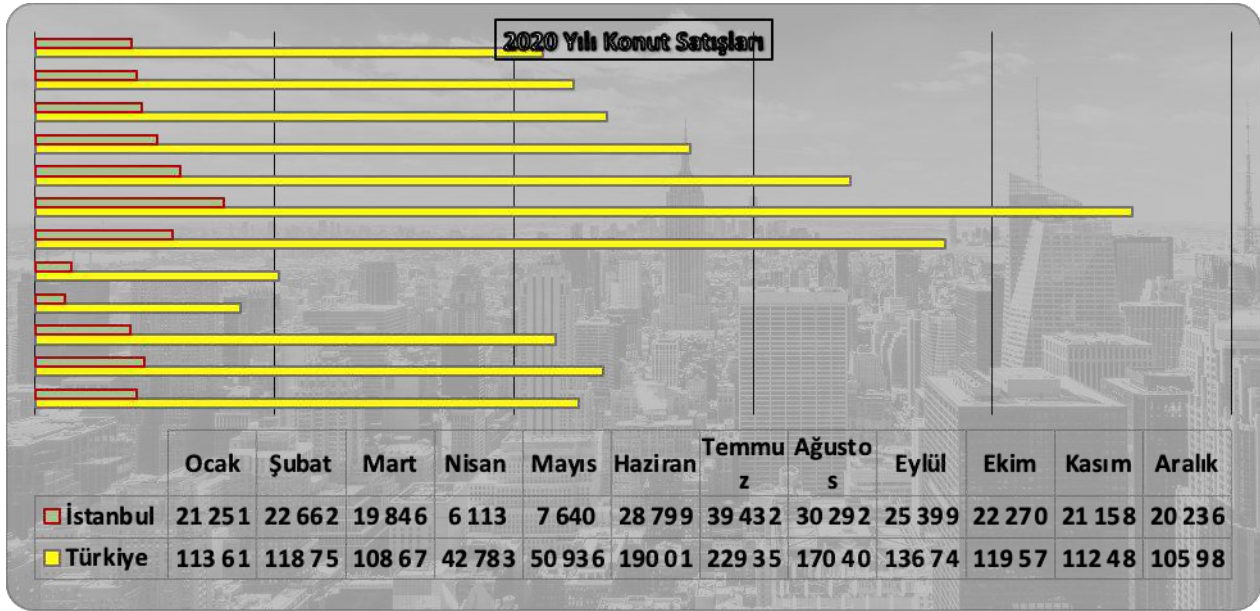 2020 Yılı Konut Satışları
Ocak Şubat Mart Nisan Mayıs Haziran Temmu Ağusto Eylül Ekim Kasım Aralık
z s
İstanbul 21 251 22 662 19 846 6 113 7 640 28 799 39 432 30 292 25 399 22 270 21 158 20 236
Türkiye 113 61 118 75 108 67 42 783 50 936 190 01 229 35 170 40 136 74 119 57 112 48 105 98